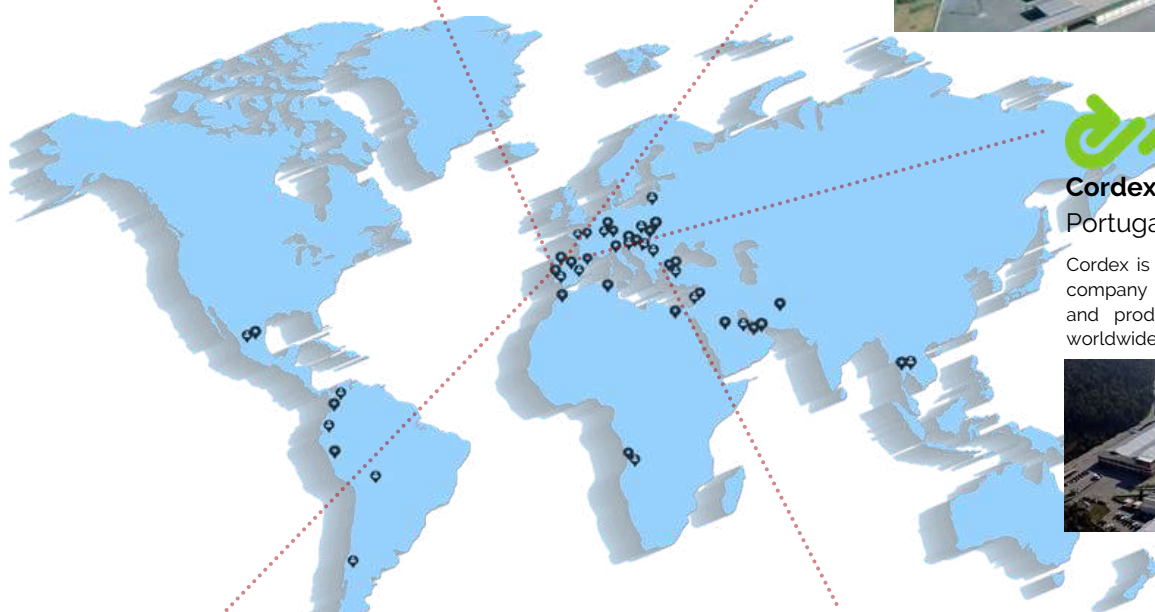 Cordex
Portuga
Cordex is
company
and prod
worldwide